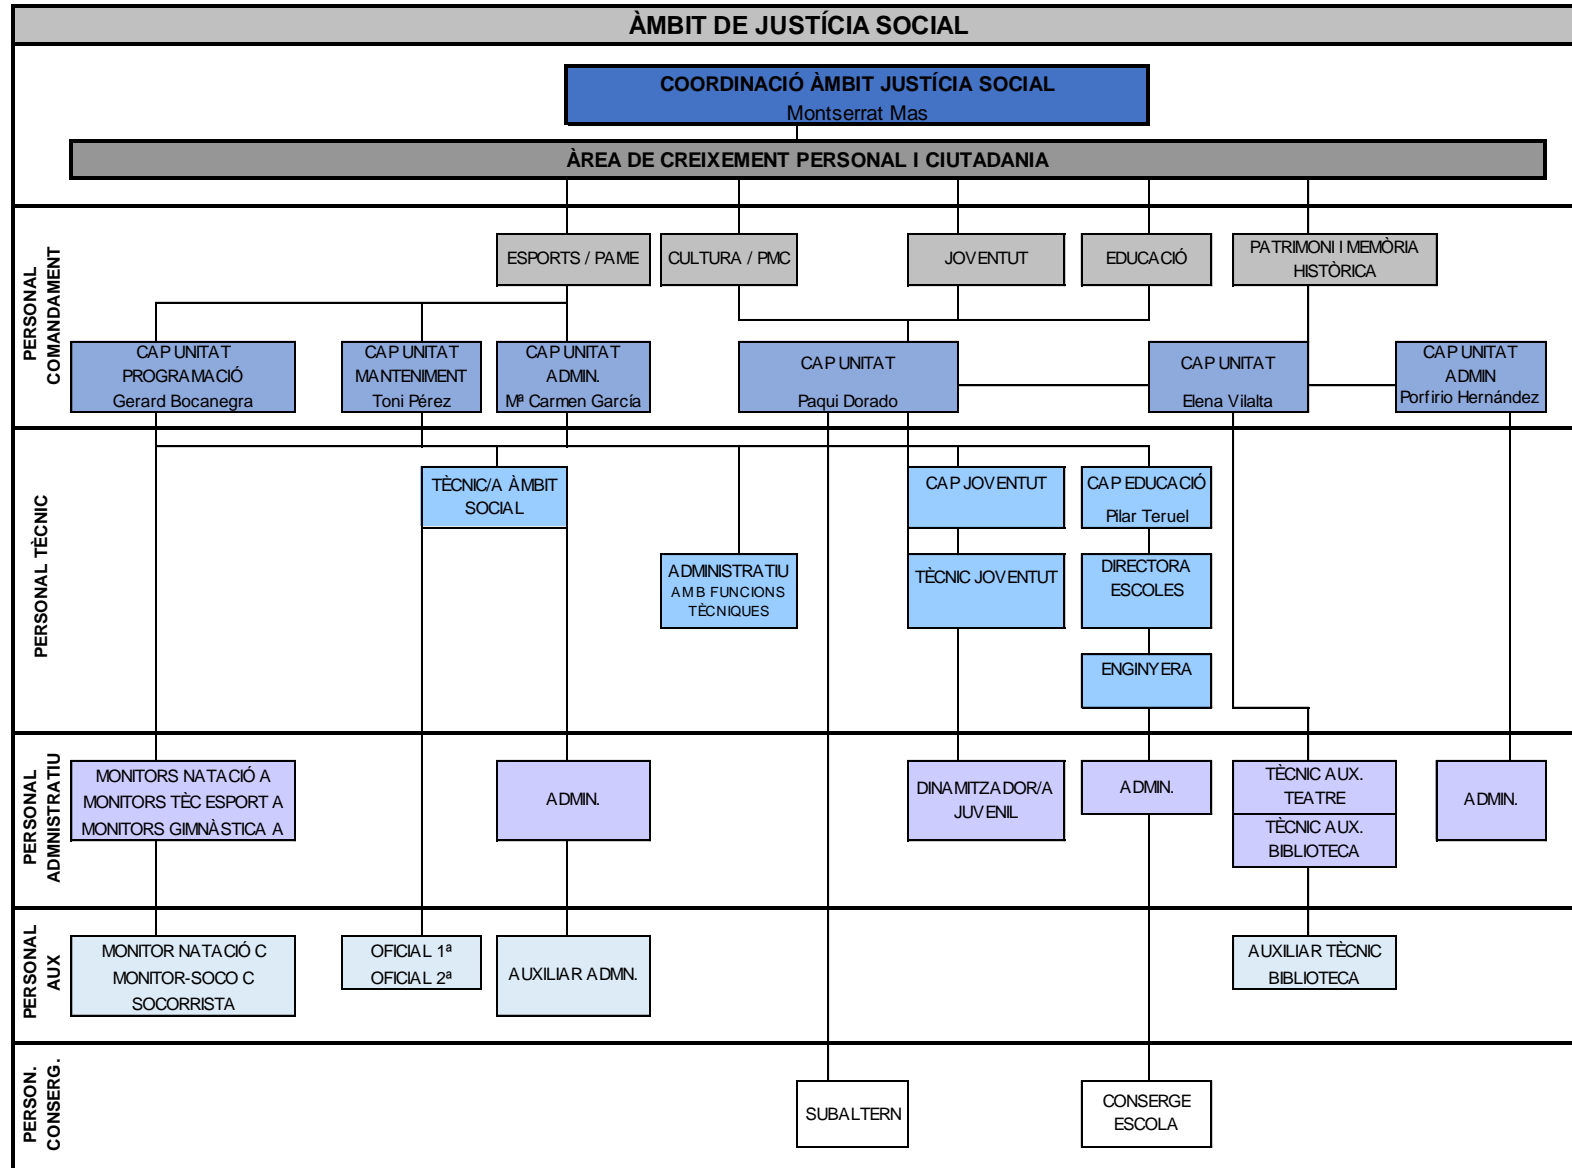 ÀMBIT DE JUSTÍCIA SOCIAL
COORDINACIÓ ÀMBIT JUSTÍCIA SOCIAL
Montserrat Mas
ÀREA DE CREIXEMENT PERSONAL I CIUTADANIA
PERSONAL
COMANDAMENT
ESPORTS / PAME
CULTURA / PMC
JOVENTUT
EDUCACIÓ
PATRIMONI I MEMÒRIA
HISTÒRICA
CAP UNITAT
PROGRAMACIÓ
Gerard Bocanegra
CAP UNITAT
MANTENIMENT
Toni Pérez
CAP UNITAT
ADMIN.
Mª Carmen García
CAP UNITAT
Paqui Dorado
CAP UNITAT
Elena Vilalta
CAP UNITAT
ADMIN
Porfirio Hernández
PERSONAL TÈCNIC
TÈCNIC/A ÀMBIT
SOCIAL
ADMINISTRATIU
AMB FUNCIONS
TÈCNIQUES
CAP JOVENTUT
TÈCNIC JOVENTUT
CAP EDUCACIÓ
Pilar Teruel
DIRECTORA
ESCOLES
ENGINYERA
PERSONAL
ADMNISTRATIU
MONITORS NATACIÓ A
MONITORS TÈC ESPORT A
MONITORS GIMNÀSTICA A
ADMIN.
DINAMITZADOR/A
JUVENIL
ADMIN.
TÈCNIC AUX.
TEATRE
TÈCNIC AUX.
BIBLIOTECA
ADMIN.
PERSONAL
AUX
MONITOR NATACIÓ C
MONITOR-SOCO C
SOCORRISTA
OFICIAL 1ª
OFICIAL 2ª
AUXILIAR ADMN.
AUXILIAR TÈCNIC
BIBLIOTECA
PERSON.
CONSERG.
SUBALTERN
CONSERGE
ESCOLA